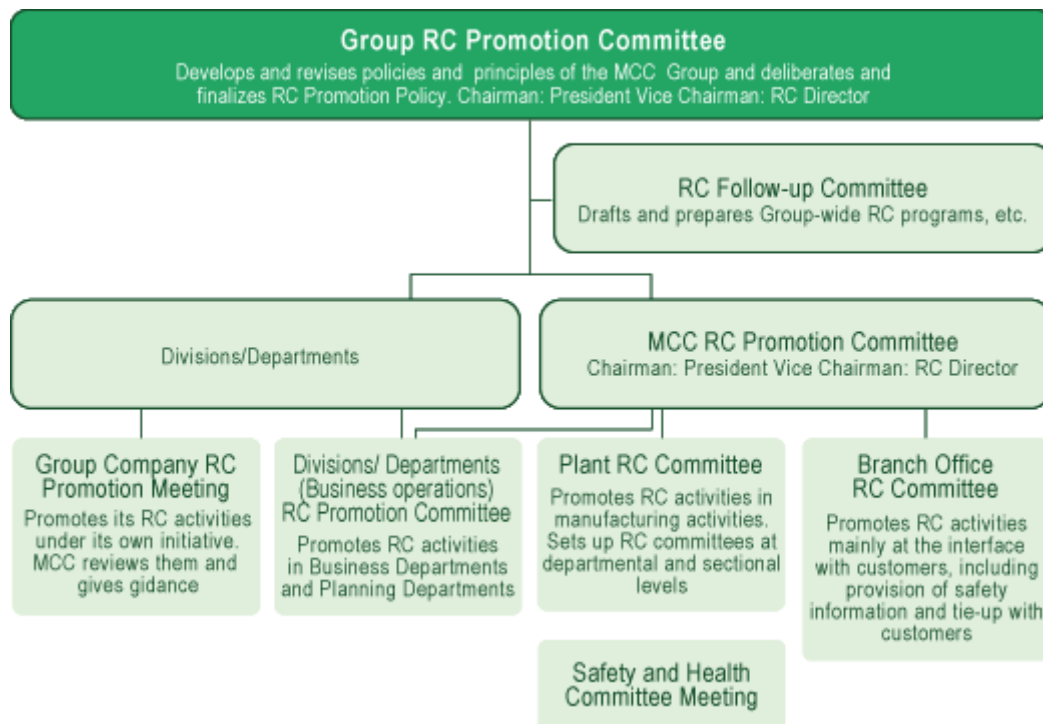 Group RC Promotion Committee
Develops and revises policies and principles of the MCC Group and deliberates and
finalizes RC Promotion Policy. Chairman: President Vice Chairman: RC Director
RC Follow-up Committee
Drafts and prepares Group-wide RC programs, etc.
Divisions/Departments
MCC RC Promotion Committee
Chairman: President Vice Chairman: RC Director
Group Company RC
Promotion Meeting
Promotes its RC activities
under its own initiative.
MCC reviews them and
gives gidance
Divisions/ Departments
(Business operations)
RC Promotion Committee
Promotes RC activities
in Business Departments
and Planning Departments
Plant RC Committee
Promotes RC activities in
manufacturing activities.
Sets up RC committees at
departmental and sectional
levels
Branch Office
RC Committee
Promotes RC activities
mainly at the interface
with customers, including
provision of safety
information and tie-up with
customers
Safety and Health
Committee Meeting